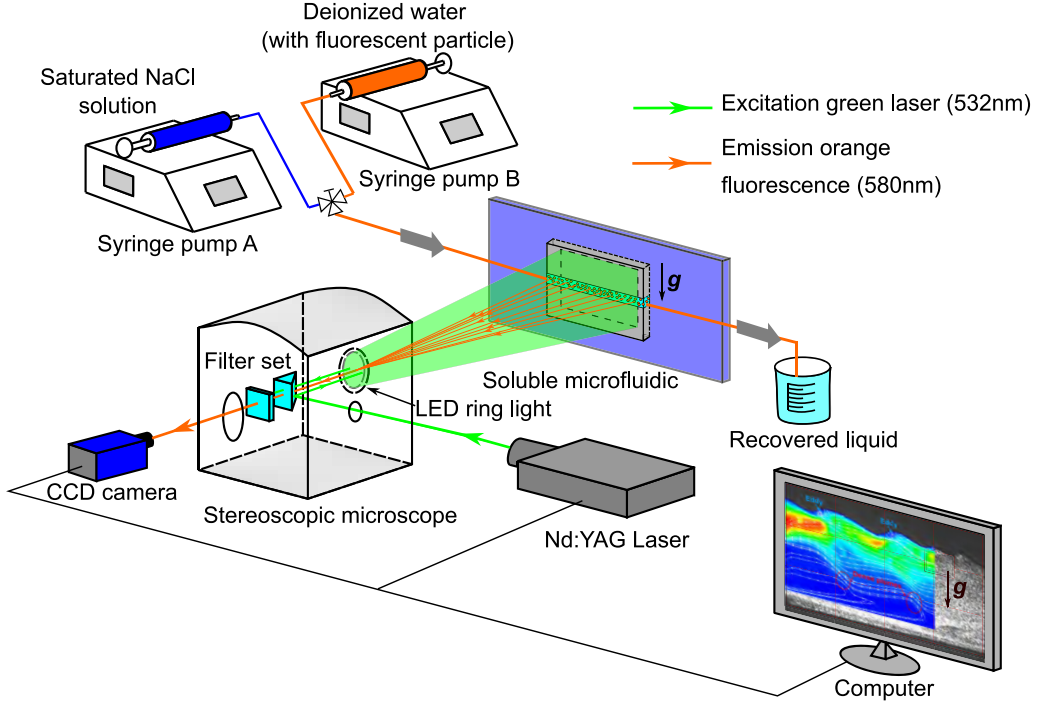 Deionized water
(with fluorescent particle)
Saturated NaCl
solution
Excitation green laser (532nm)
Emission orange
fluorescence (580nm)
Syringe pump B
Syringe pump A
g
Filter set
Soluble microfluidic
LED ring light
Recovered liquid
CCD camera
Stereoscopic microscope
Nd:YAG Laser
g
Computer